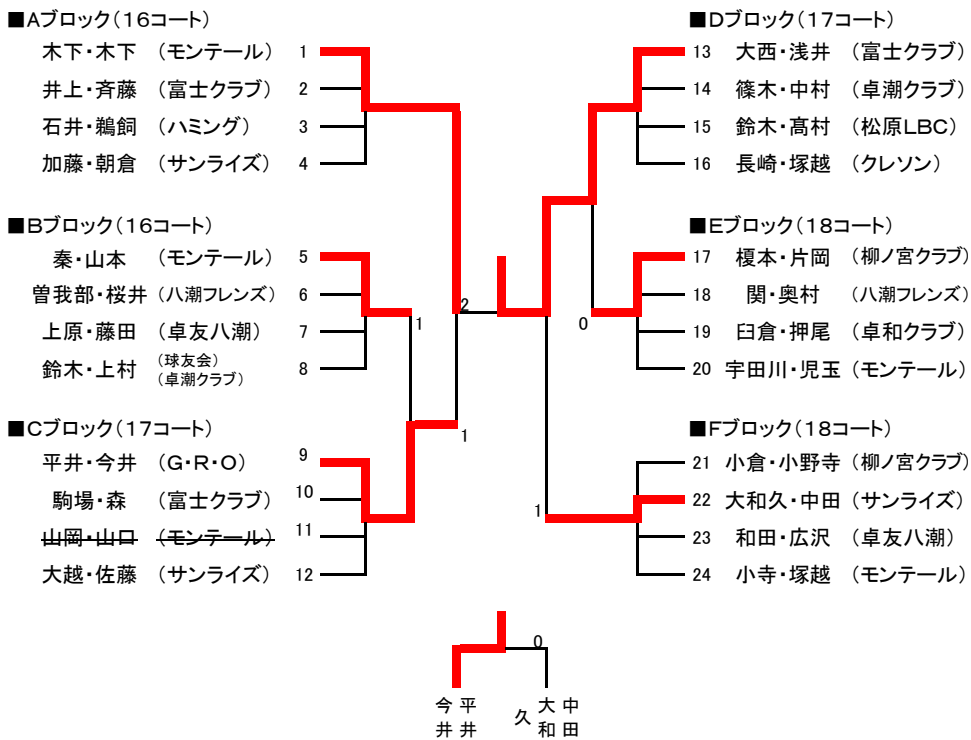 ■Aブロック(16コート)
木下・木下 (モンテール) 1
井上・斉藤 (富士クラブ) 2
石井・鵜飼 (ハミング) 3
加藤・朝倉 (サンライズ) 4
■Bブロック(16コート)
秦・山本 (モンテール) 5
曽我部・桜井 (八潮フレンズ) 6
上原・藤田 (卓友八潮) 7
鈴木・上村 (球友会) (卓潮クラブ) 8
■Cブロック(17コート)
平井・今井 (G・R・O) 9
駒場・森 (富士クラブ) 10
山岡・山口 (モンテール) 11
大越・佐藤 (サンライズ) 12
1
2
1
■Dブロック(17コート)
13 大西・浅井 (富士クラブ)
14 篠木・中村 (卓潮クラブ)
15 鈴木・髙村 (松原LBC)
16 長崎・塚越 (クレソン)
■Eブロック(18コート)
17 榎本・片岡 (柳ノ宮クラブ)
18 関・奥村 (八潮フレンズ)
19 臼倉・押尾 (卓和クラブ)
20 宇田川・児玉 (モンテール)
■Fブロック(18コート)
21 小倉・小野寺 (柳ノ宮クラブ)
22 大和久・中田 (サンライズ)
23 和田・広沢 (卓友八潮)
24 小寺・塚越 (モンテール)
0
1
0
平井
今井
中田
大和
久